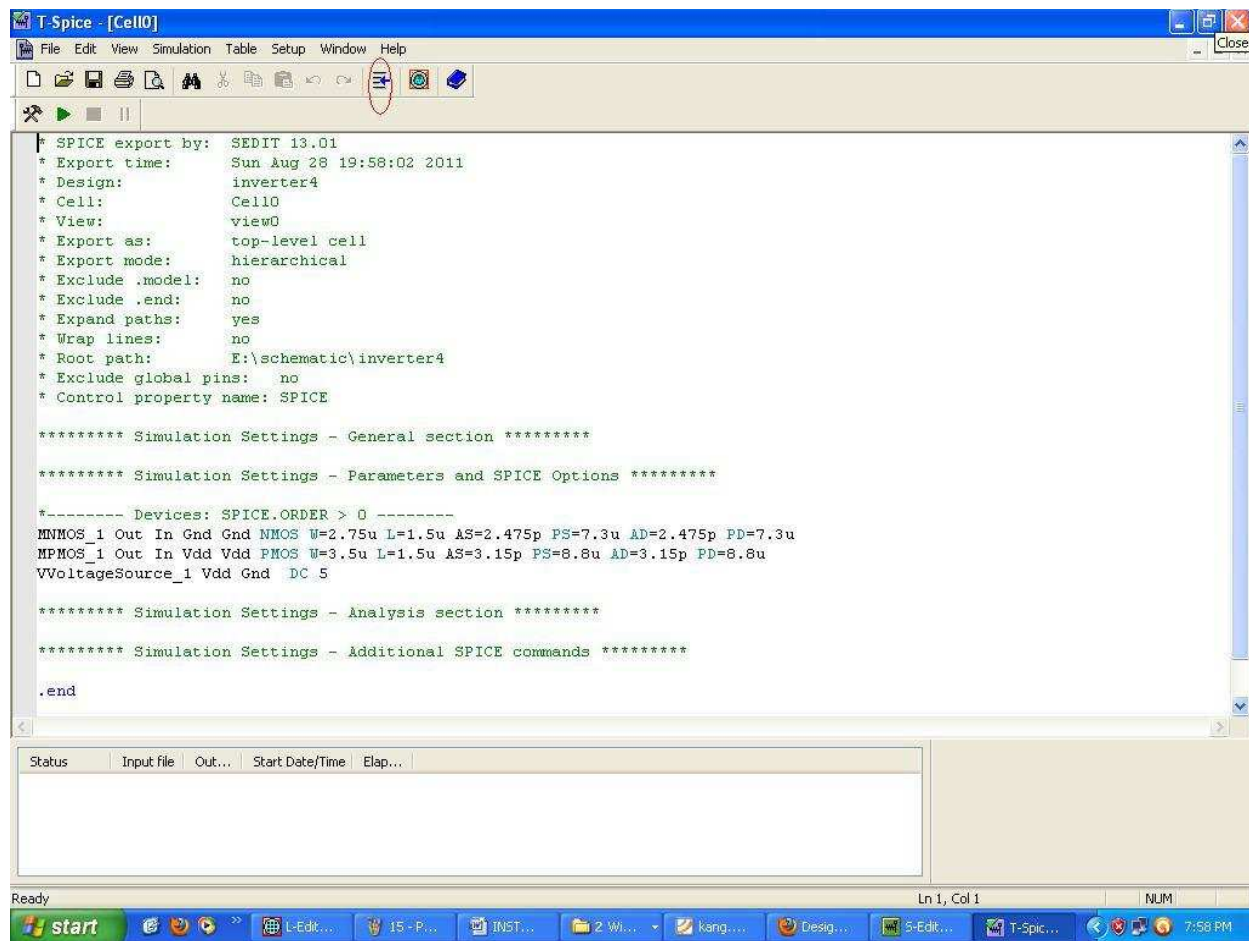 T-Spice - [Cell0]
File Edit View Simulation Table Setup Window Help
Close
* SPICE export by: SEDIT 13.01
* Export time: Sun Aug 28 19:58:02 2011
* Design: inverter4
* Cell: Cell0
* View: view0
* Export as: top-level cell
* Export mode: hierarchical
* Exclude .model: no
* Exclude .end: no
* Expand paths: yes
* Wrap lines: no
* Root path: E:\schematic\inverter4
* Exclude global pins: no
* Control property name: SPICE
********* Simulation Settings - General section *********
********* Simulation Settings - Parameters and SPICE Options *********
*-------- Devices: SPICE.ORDER > 0 --------
MNMOS_1 Out In Gnd Gnd NMOS W=2.75u L=1.5u AS=2.475p PS=7.3u AD=2.475p PD=7.3u
MPMOS_1 Out In Vdd Vdd PMOS W=3.5u L=1.5u AS=3.15p PS=8.8u AD=3.15p PD=8.8u
VVoltageSource_1 Vdd Gnd DC 5
********* Simulation Settings - Analysis section *********
********* Simulation Settings - Additional SPICE commands *********
.end
Status Input file Out... Start Date/Time Elap...
Ready Ln 1, Col 1 NUM
start L-Edit... 15 - P... INST... 2 Wi... kang.... Desig... S-Edit... T-Spic... 7:58 PM